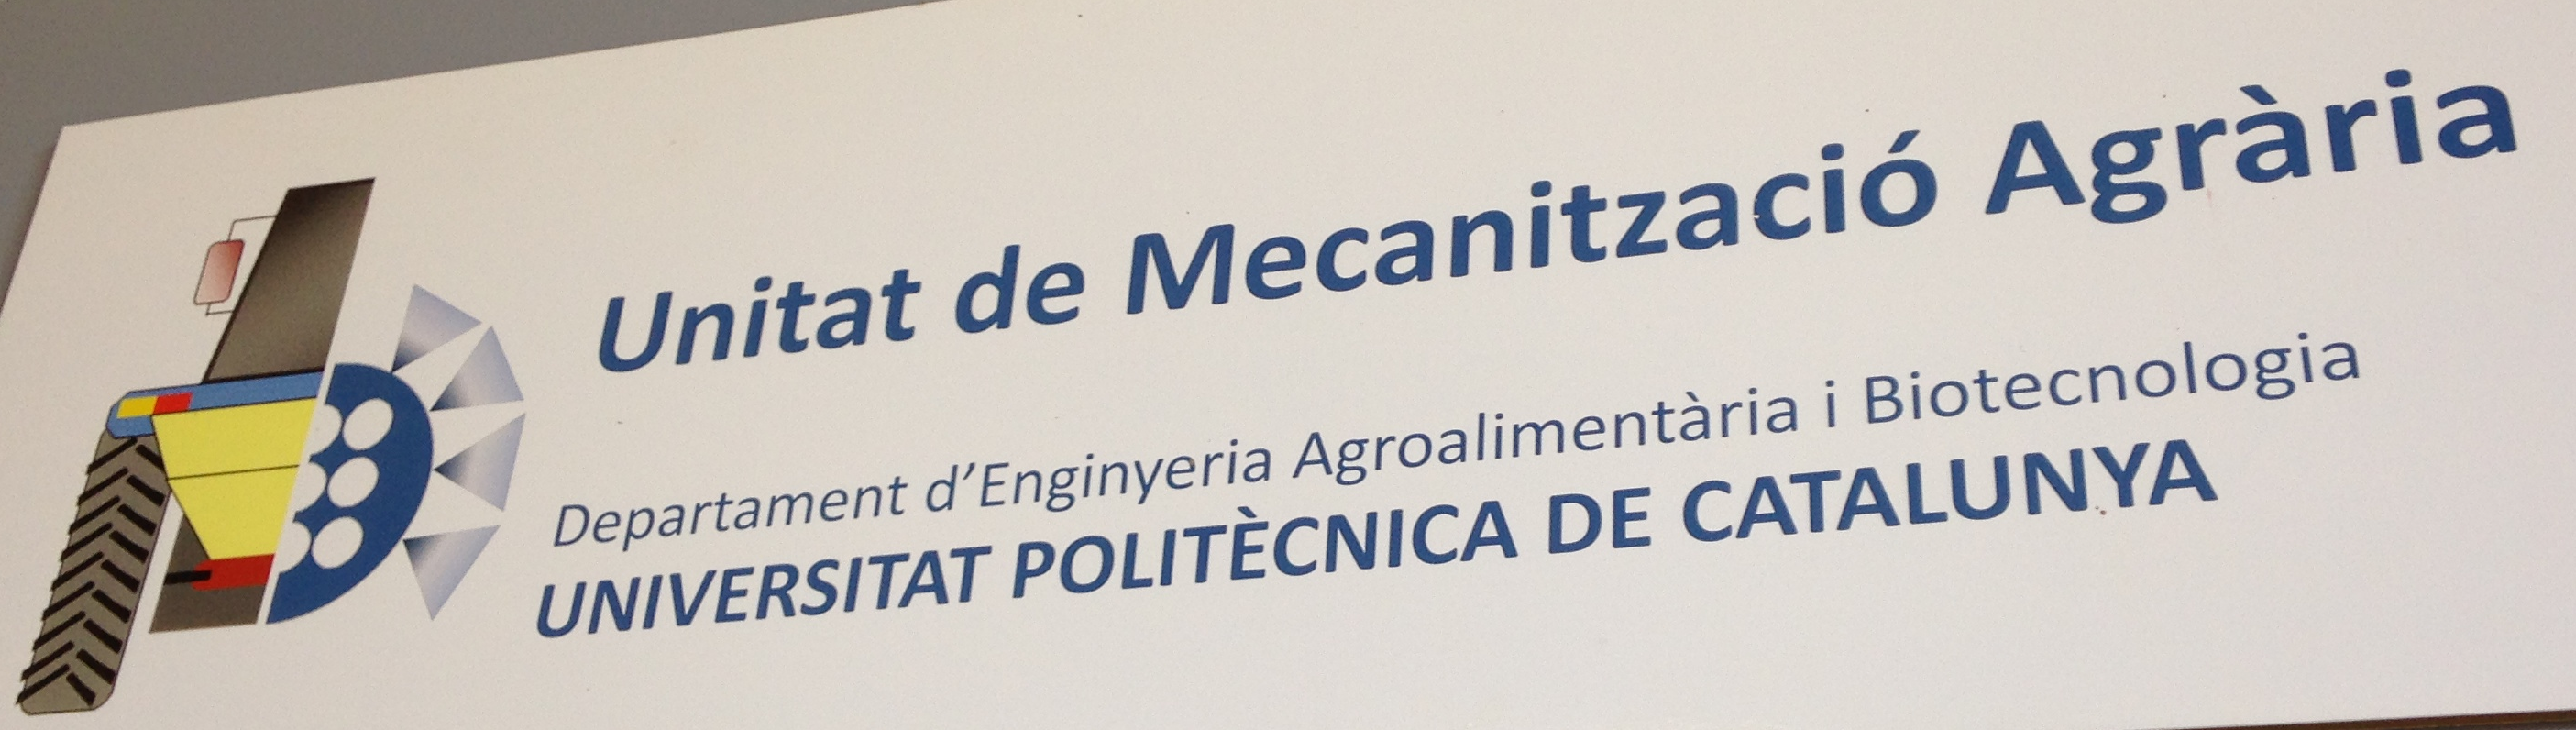 Unitat de Mecanització Agrària
Departament d'Enginyeria Agroalimentària i Biotecnologia
UNIVERSITAT POLITÈCNICA DE CATALUNYA